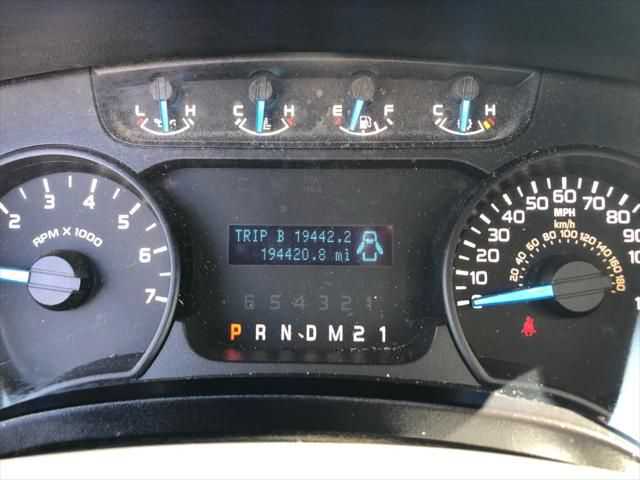 L H C H E F C H
2 3 4 5 6 7
RPM X 1000
TRIP B 19442.2
194420.8 mi
6 5 4 3 2 1
P R N D M 2 1
0 10 20 30 40 50 60 70 80 90
MPH
km/h
20 40 60 80 100 120 140 160 180